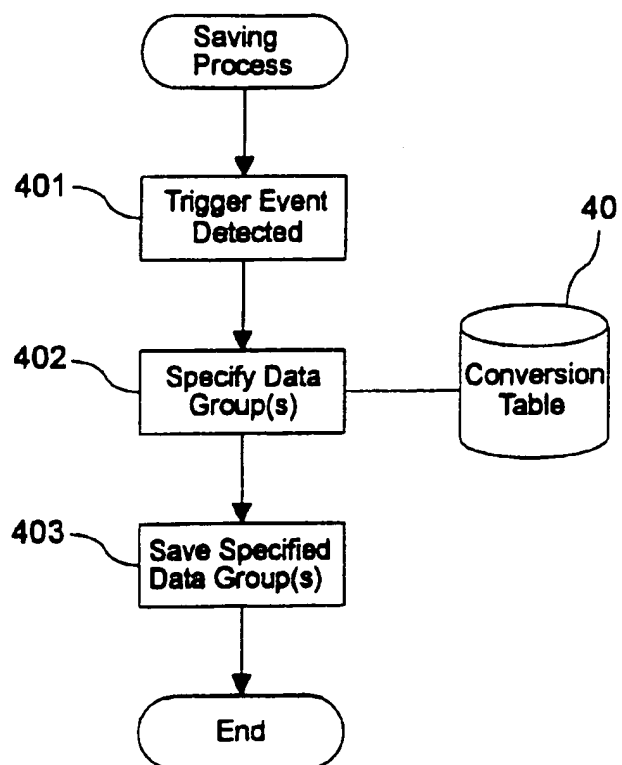 Saving
Process
401
Trigger Event
Detected
40
402
Specify Data
Group(s)
Conversion
Table
403
Save Specified
Data Group(s)
End